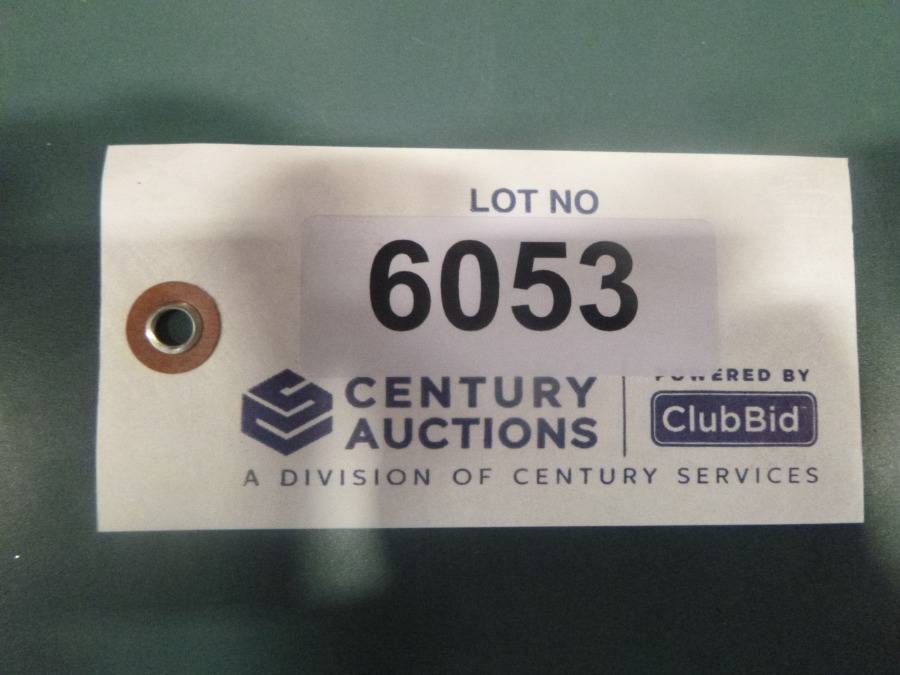 LOT NO
6053
CENTURY
AUCTIONS
POWERED BY
ClubBid
A DIVISION OF CENTURY SERVICES